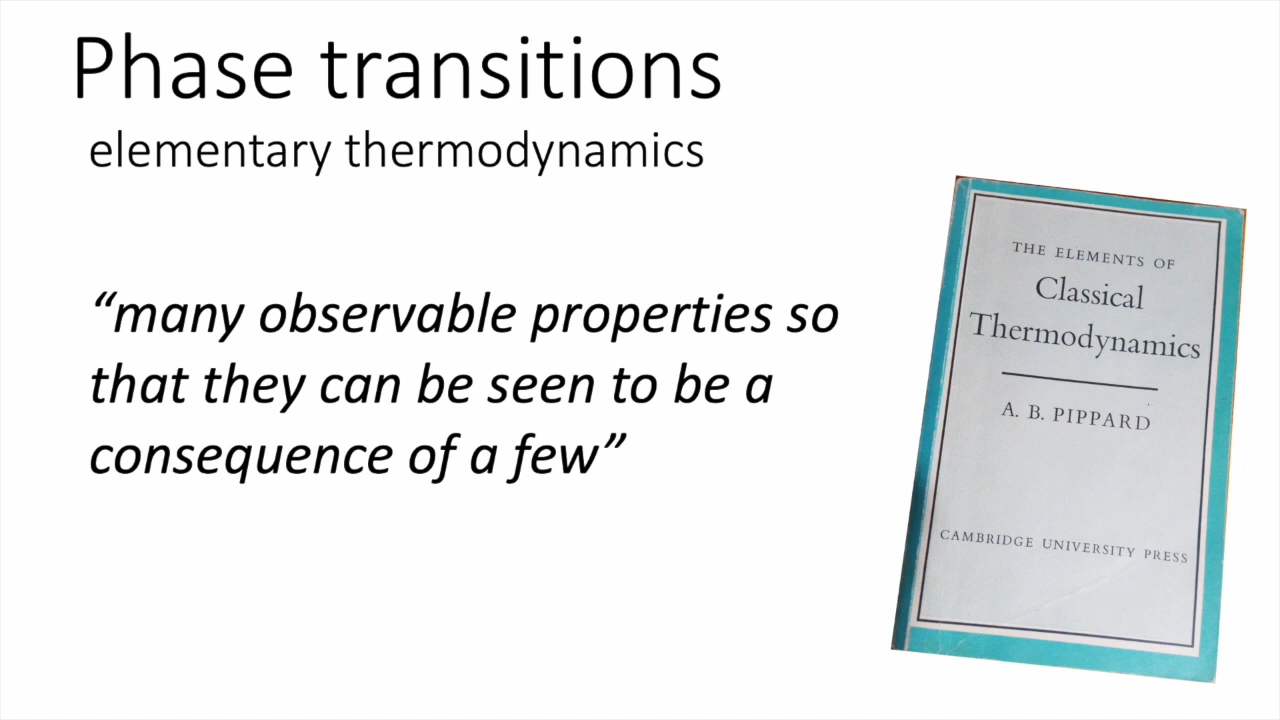 Phase transitions
elementary thermodynamics
“many observable properties so
that they can be seen to be a
consequence of a few”
THE ELEMENTS OF
Classical
Thermodynamics
A. B. PIPPARD
CAMBRIDGE UNIVERSITY PRESS